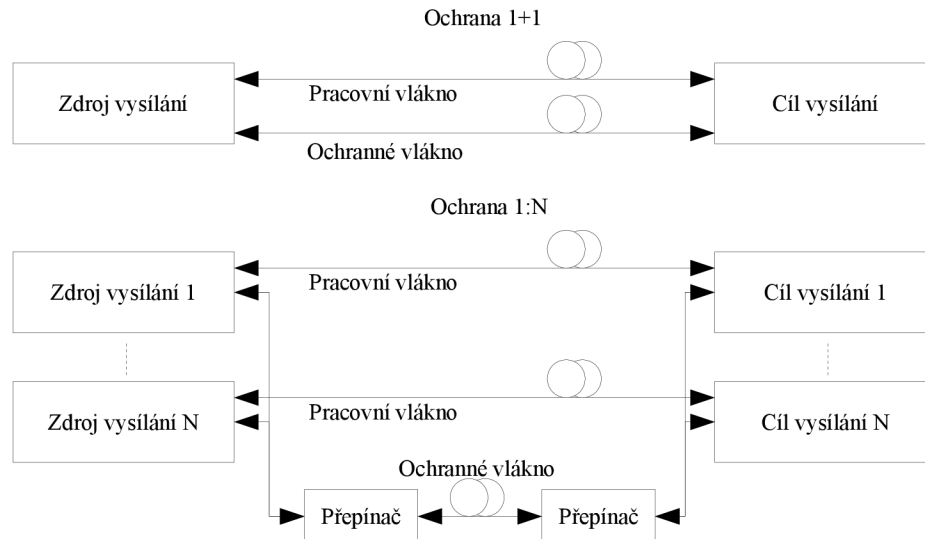 Ochrana 1+1
Zdroj vysílání
Pracovní vlákno
Cíl vysílání
Ochranné vlákno
Ochrana 1:N
Zdroj vysílání 1
Pracovní vlákno
Cíl vysílání 1
Zdroj vysílání N
Pracovní vlákno
Cíl vysílání N
Ochranné vlákno
Přepínač
Přepínač